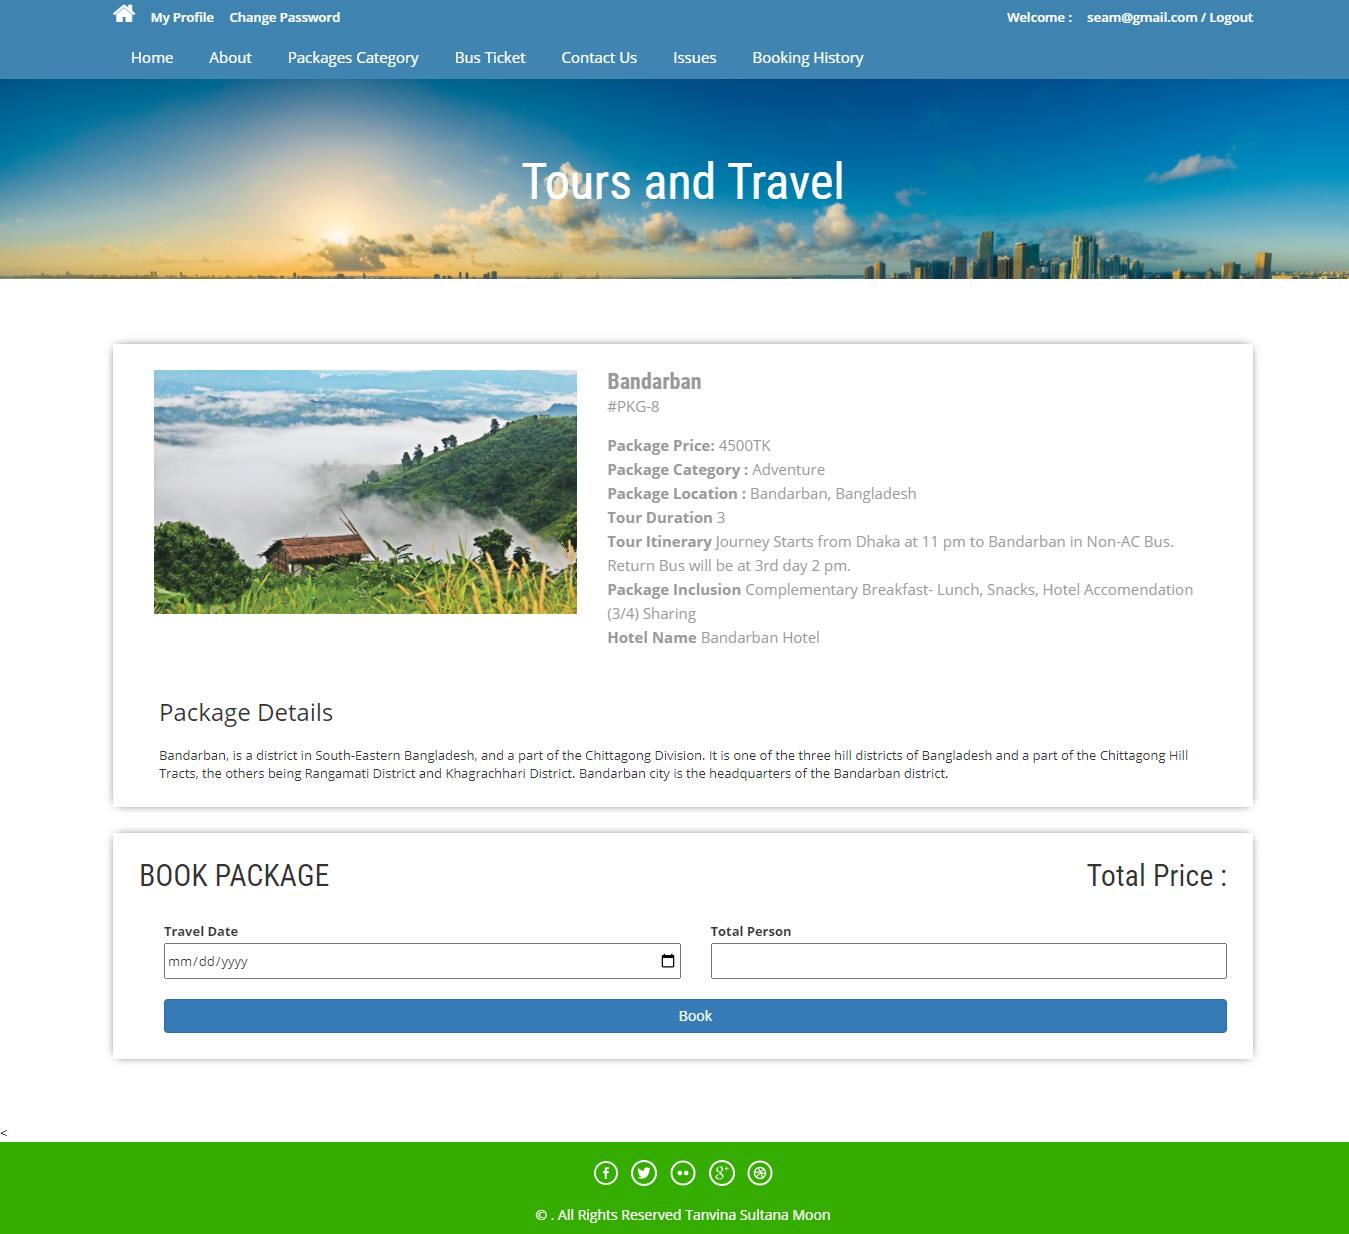 My Profile Change Password Welcome : seam@gmail.com / Logout
Home About Packages Category Bus Ticket Contact Us Issues Booking History
Tours and Travel
Bandarban
#PKG-8
Package Price: 4500TK
Package Category : Adventure
Package Location : Bandarban, Bangladesh
Tour Duration 3
Tour Itinerary Journey Starts from Dhaka at 11 pm to Bandarban in Non-AC Bus.
Return Bus will be at 3rd day 2 pm.
Package Inclusion Complementary Breakfast- Lunch, Snacks, Hotel Accomendation
(3/4) Sharing
Hotel Name Bandarban Hotel
Package Details
Bandarban, is a district in South-Eastern Bangladesh, and a part of the Chittagong Division. It is one of the three hill districts of Bangladesh and a part of the Chittagong Hill
Tracts, the others being Rangamati District and Khagrachhari District. Bandarban city is the headquarters of the Bandarban district.
BOOK PACKAGE Total Price :
Travel Date Total Person
mm/dd/yyyy
Book
<
© . All Rights Reserved Tanvina Sultana Moon